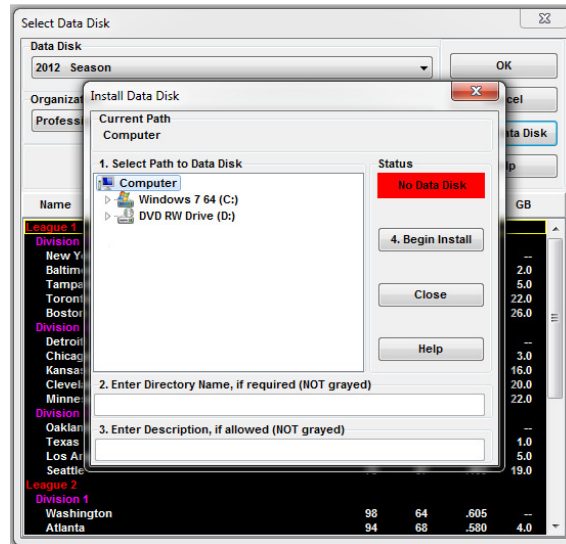 Select Data Disk
Data Disk
2012 Season
OK
Organizat
Professi
cel
ata Disk
lp
Install Data Disk
Current Path
Computer
1. Select Path to Data Disk
Computer
Windows 7 64 (C:)
DVD RW Drive (D:)
Status
No Data Disk
4. Begin Install
Close
Help
2. Enter Directory Name, if required (NOT grayed)
3. Enter Description, if allowed (NOT grayed)
Name GB
League 1
Division
New Yo --
Baltimo 2.0
Tampa 5.0
Toront 22.0
Boston 26.0
Division
Detroit --
Chicag 3.0
Kansas 16.0
Clevel 20.0
Minnes 22.0
Division
Oaklan --
Texas 1.0
Los An 5.0
Seattle 19.0
League 2
Division 1
Washington 98 64 .605 --
Atlanta 94 68 .580 4.0